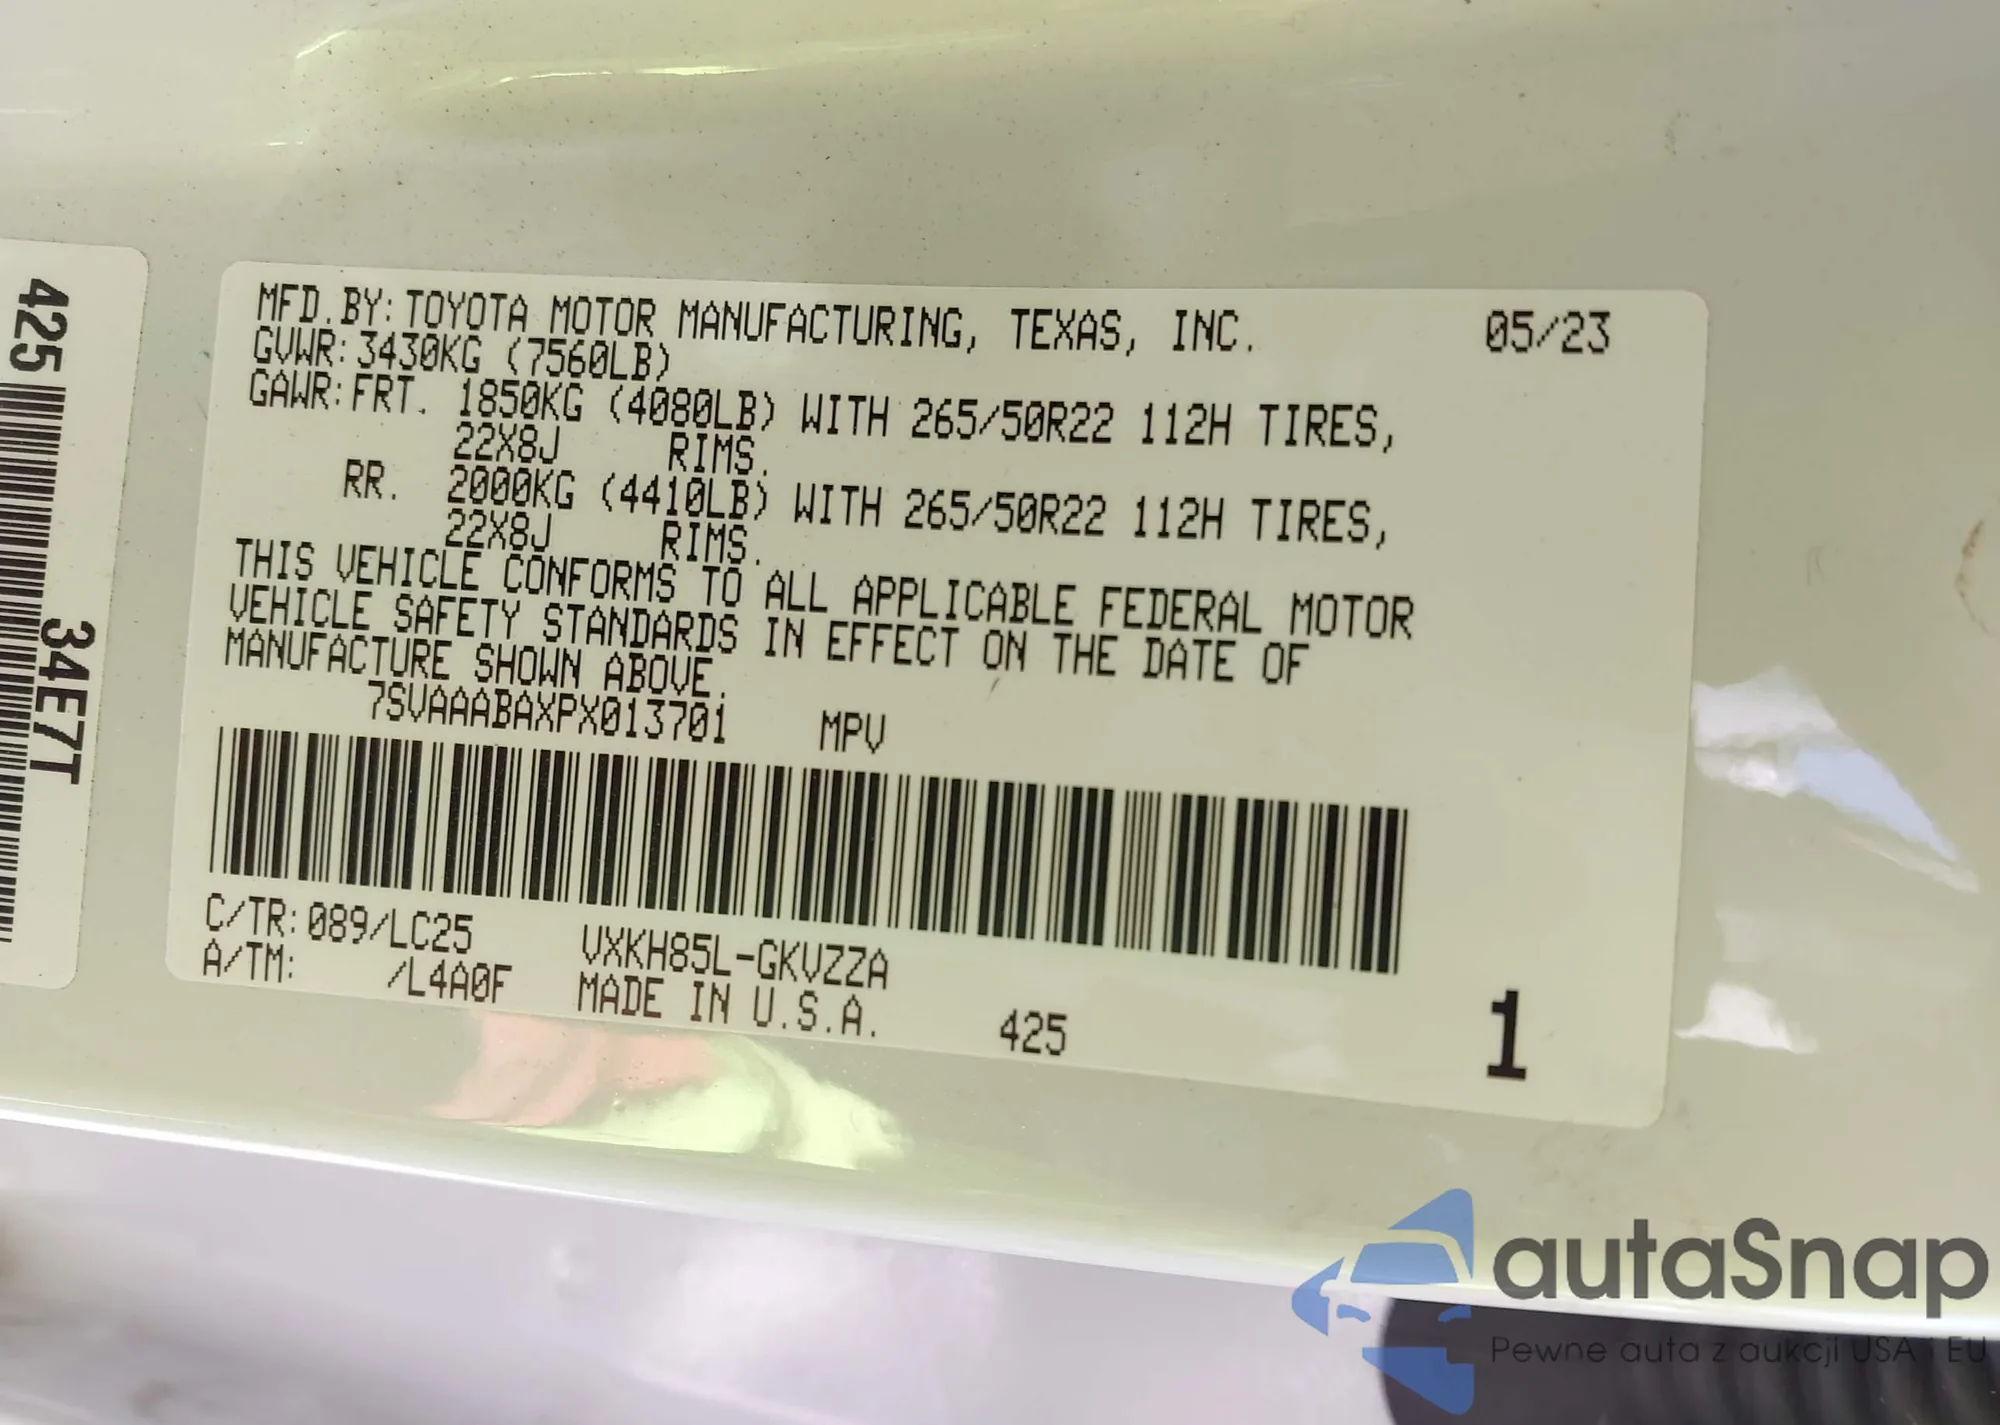 425
34E7T
MFD.BY:TOYOTA MOTOR MANUFACTURING, TEXAS, INC. 05/23
GVWR:3430KG (7560LB)
GAWR:FRT. 1850KG (4080LB) WITH 265/50R22 112H TIRES,
22X8J RIMS.
RR. 2000KG (4410LB) WITH 265/50R22 112H TIRES,
22X8J RIMS.
THIS VEHICLE CONFORMS TO ALL APPLICABLE FEDERAL MOTOR
VEHICLE SAFETY STANDARDS IN EFFECT ON THE DATE OF
MANUFACTURE SHOWN ABOVE.
7SVAAABAXPX013701 MPV
C/TR:089/LC25 VXKH85L-GKVZZA
A/TM: /L4A0F MADE IN U.S.A. 425 1
autaSnap
Pewne auta z aukcji USA i EU